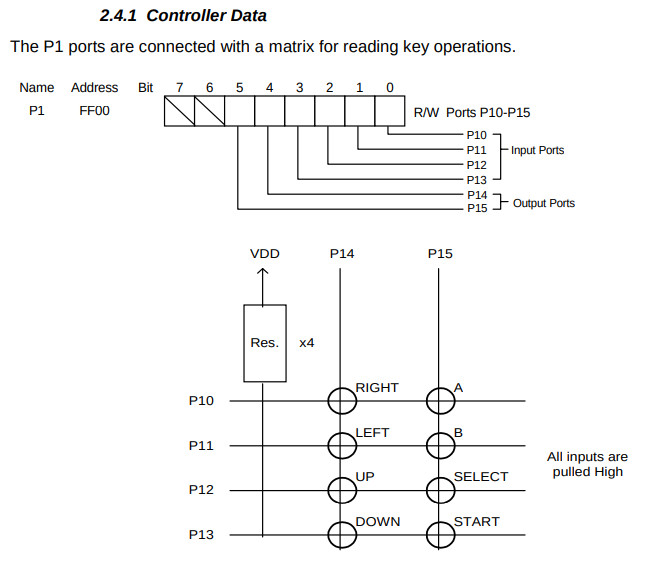 2.4.1 Controller Data
The P1 ports are connected with a matrix for reading key operations.
Name Address Bit 7 6 5 4 3 2 1 0
P1 FF00 R/W Ports P10-P15
P10
P11 Input Ports
P12
P13
P14
P15 Output Ports
VDD P14 P15
Res. x4
RIGHT A
P10
LEFT B
P11
All inputs are
pulled High
UP SELECT
P12
DOWN START
P13